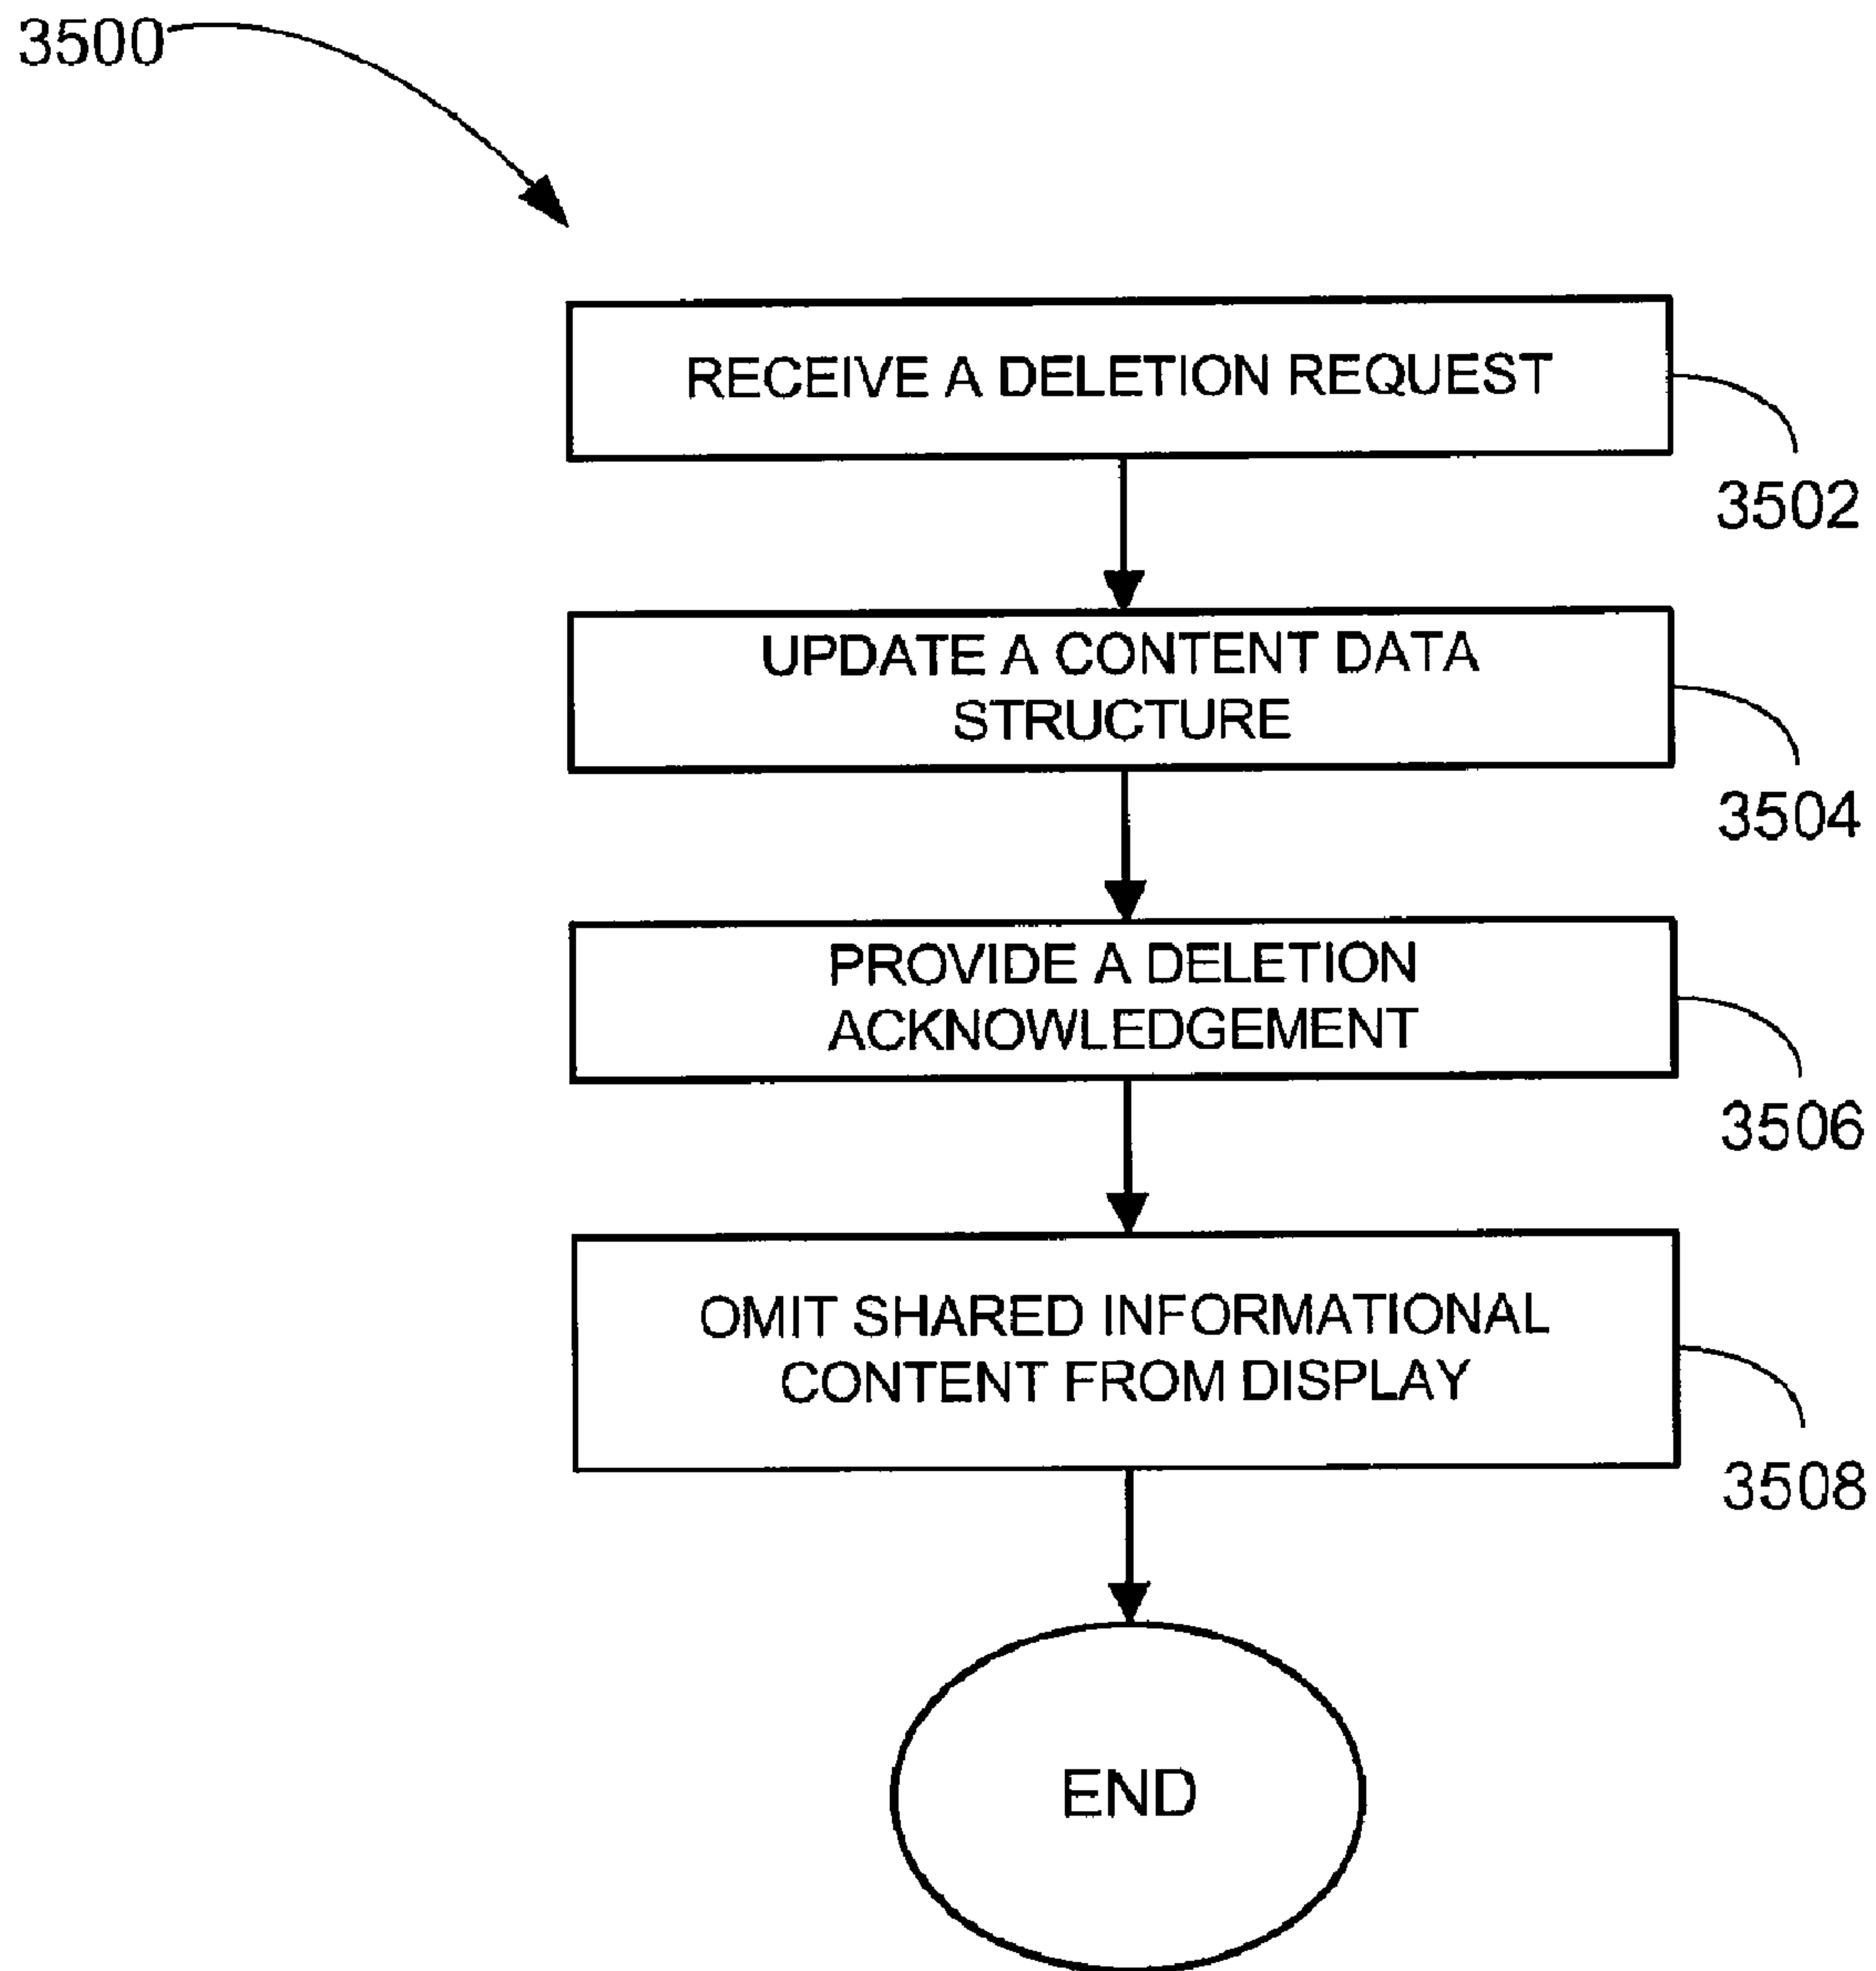 3500
RECEIVE A DELETION REQUEST
3502
UPDATE A CONTENT DATA
STRUCTURE
3504
PROVIDE A DELETION
ACKNOWLEDGEMENT
3506
OMIT SHARED INFORMATIONAL
CONTENT FROM DISPLAY
3508
END